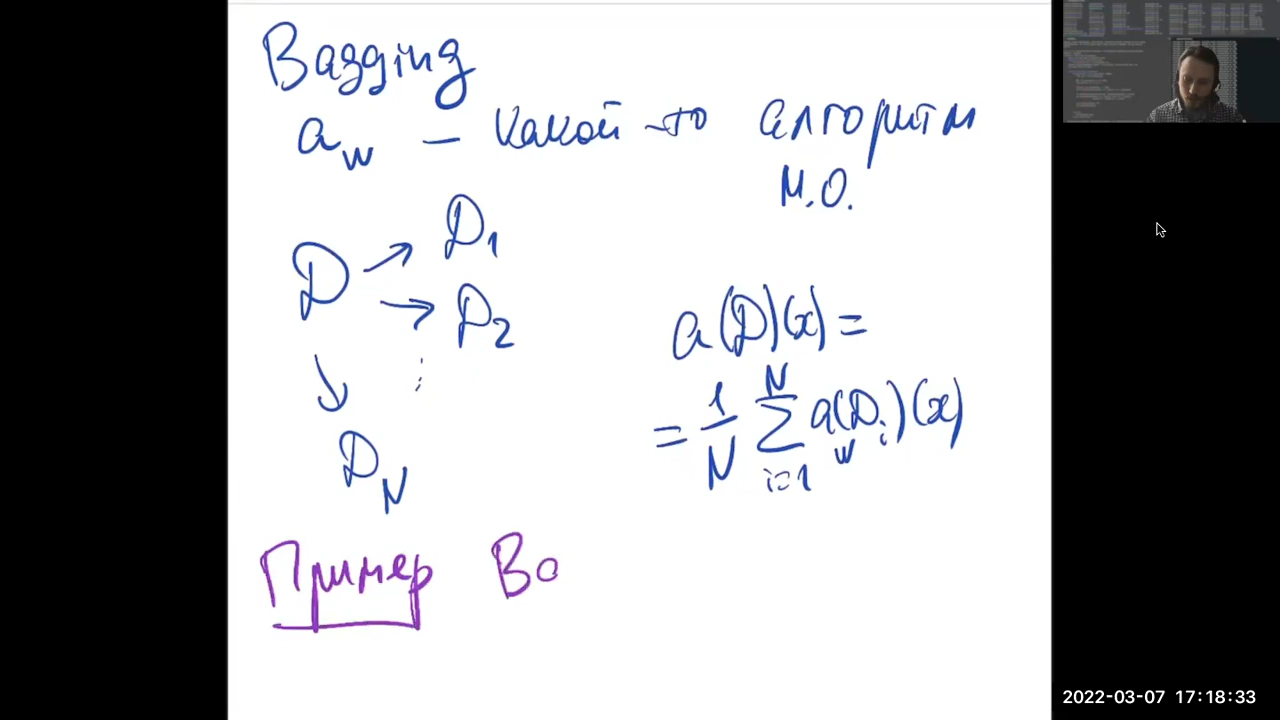 Bagging
a_w – какой-то алгоритм
М.О.
D → D_1
→ D_2
⋮
↓
D_N
a(D)(x) =
= 1/N ∑_{i=1}^{N} a_w(D_i)(x)
Пример Bo
2022-03-07 17:18:33